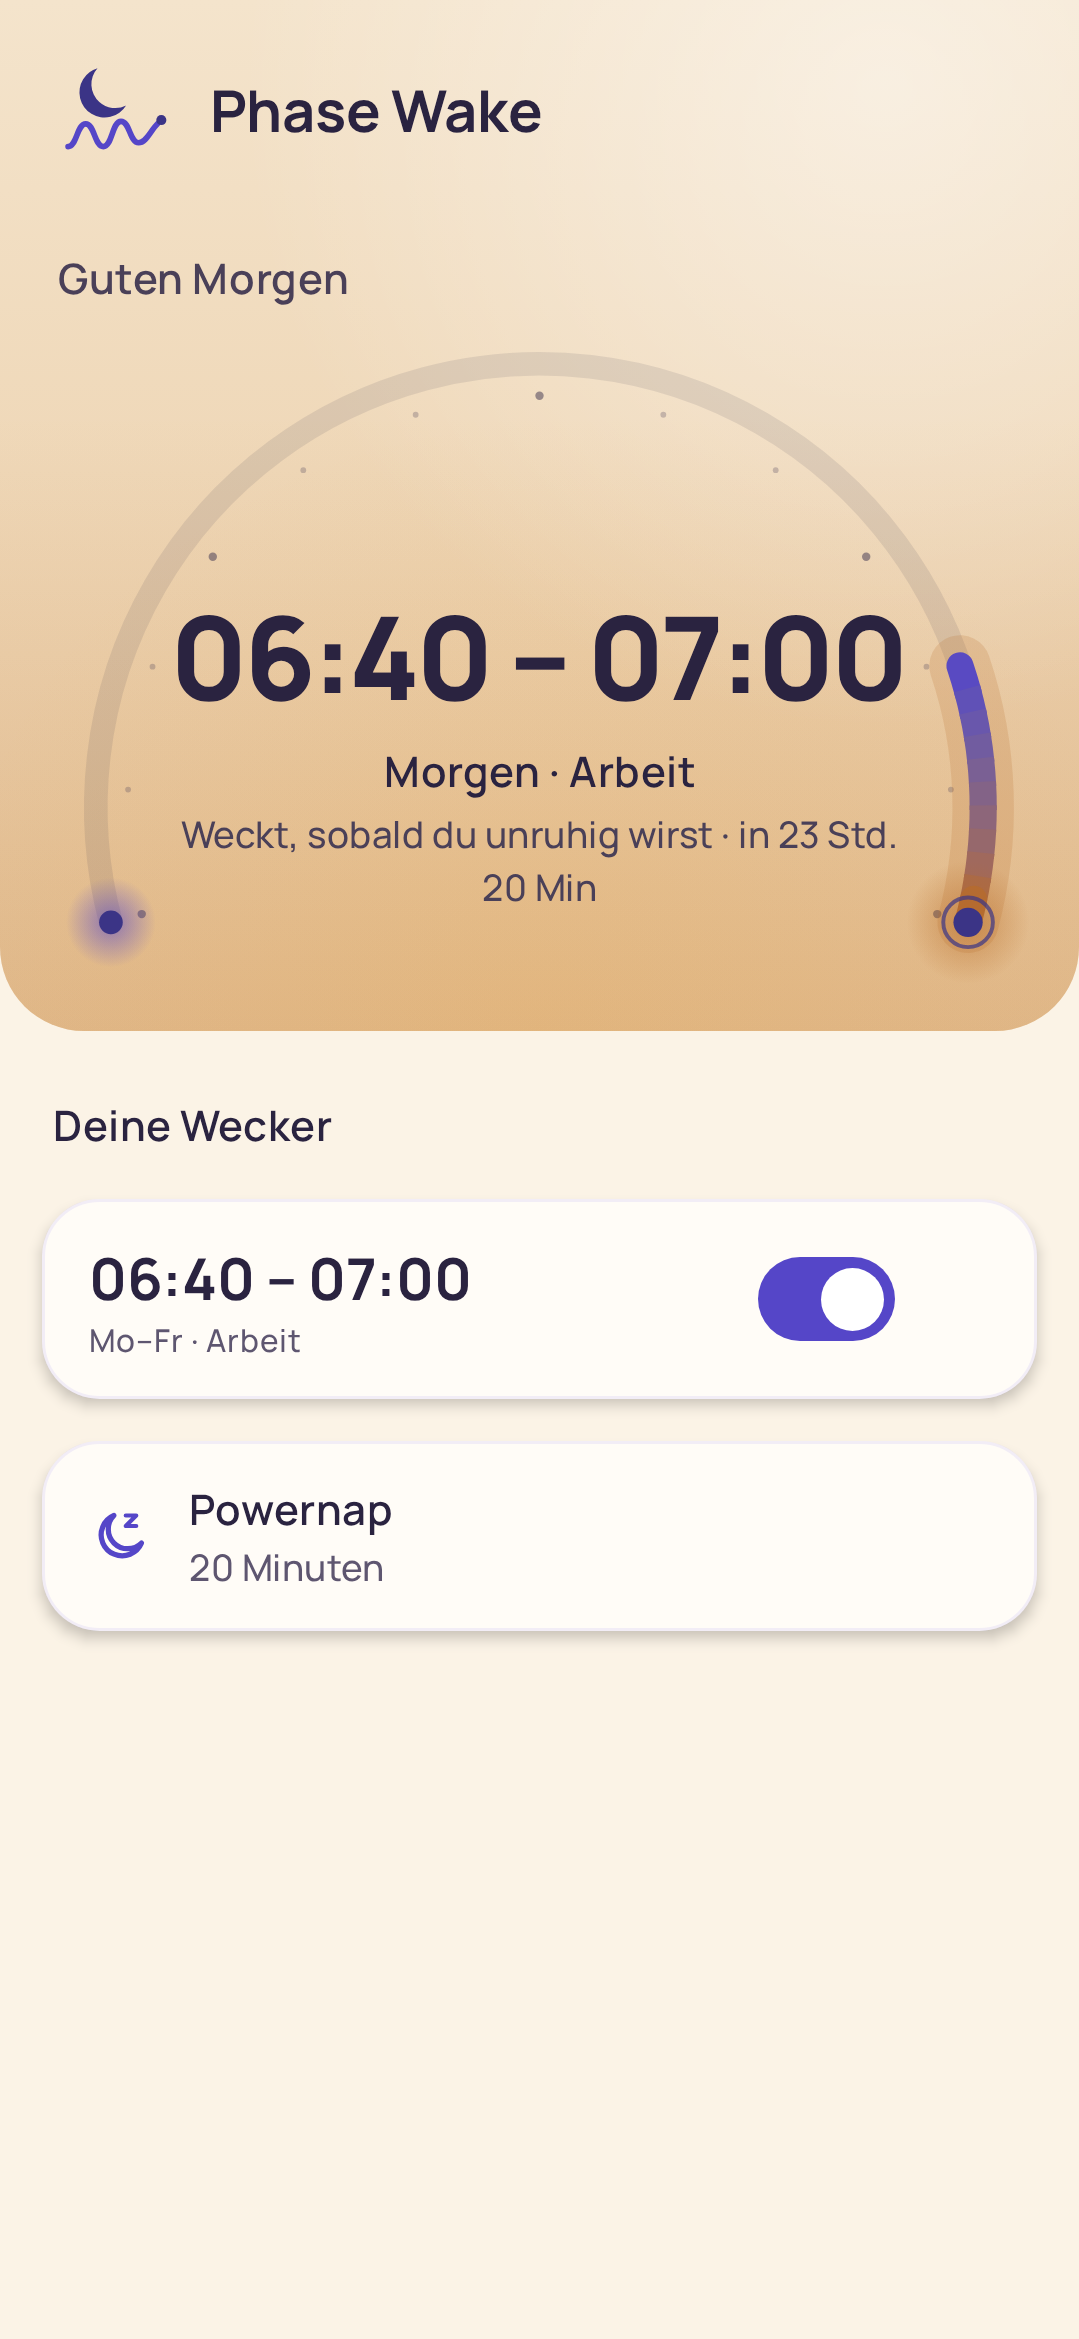 Phase Wake
Guten Morgen
06:40 – 07:00
Morgen · Arbeit
Weckt, sobald du unruhig wirst · in 23 Std.
20 Min
Deine Wecker
06:40 – 07:00
Mo–Fr · Arbeit
Powernap
20 Minuten